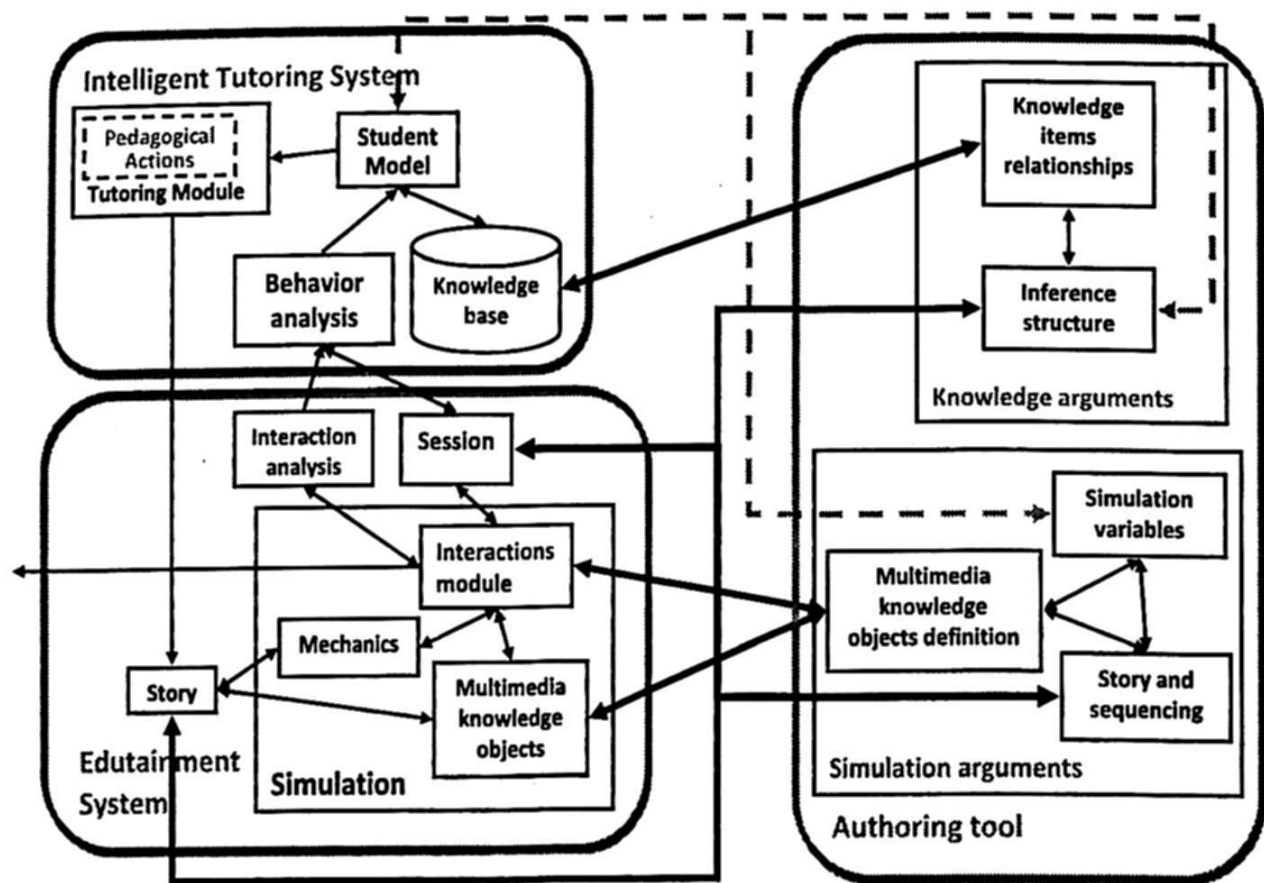 Intelligent Tutoring System
Pedagogical
Actions
Tutoring Module
Student
Model
Behavior
analysis
Knowledge
base
Interaction
analysis
Session
Interactions
module
Mechanics
Story
Multimedia
knowledge
objects
Simulation
Edutainment
System
Knowledge
items
relationships
Inference
structure
Knowledge arguments
Simulation
variables
Multimedia
knowledge
objects definition
Story and
sequencing
Simulation arguments
Authoring tool